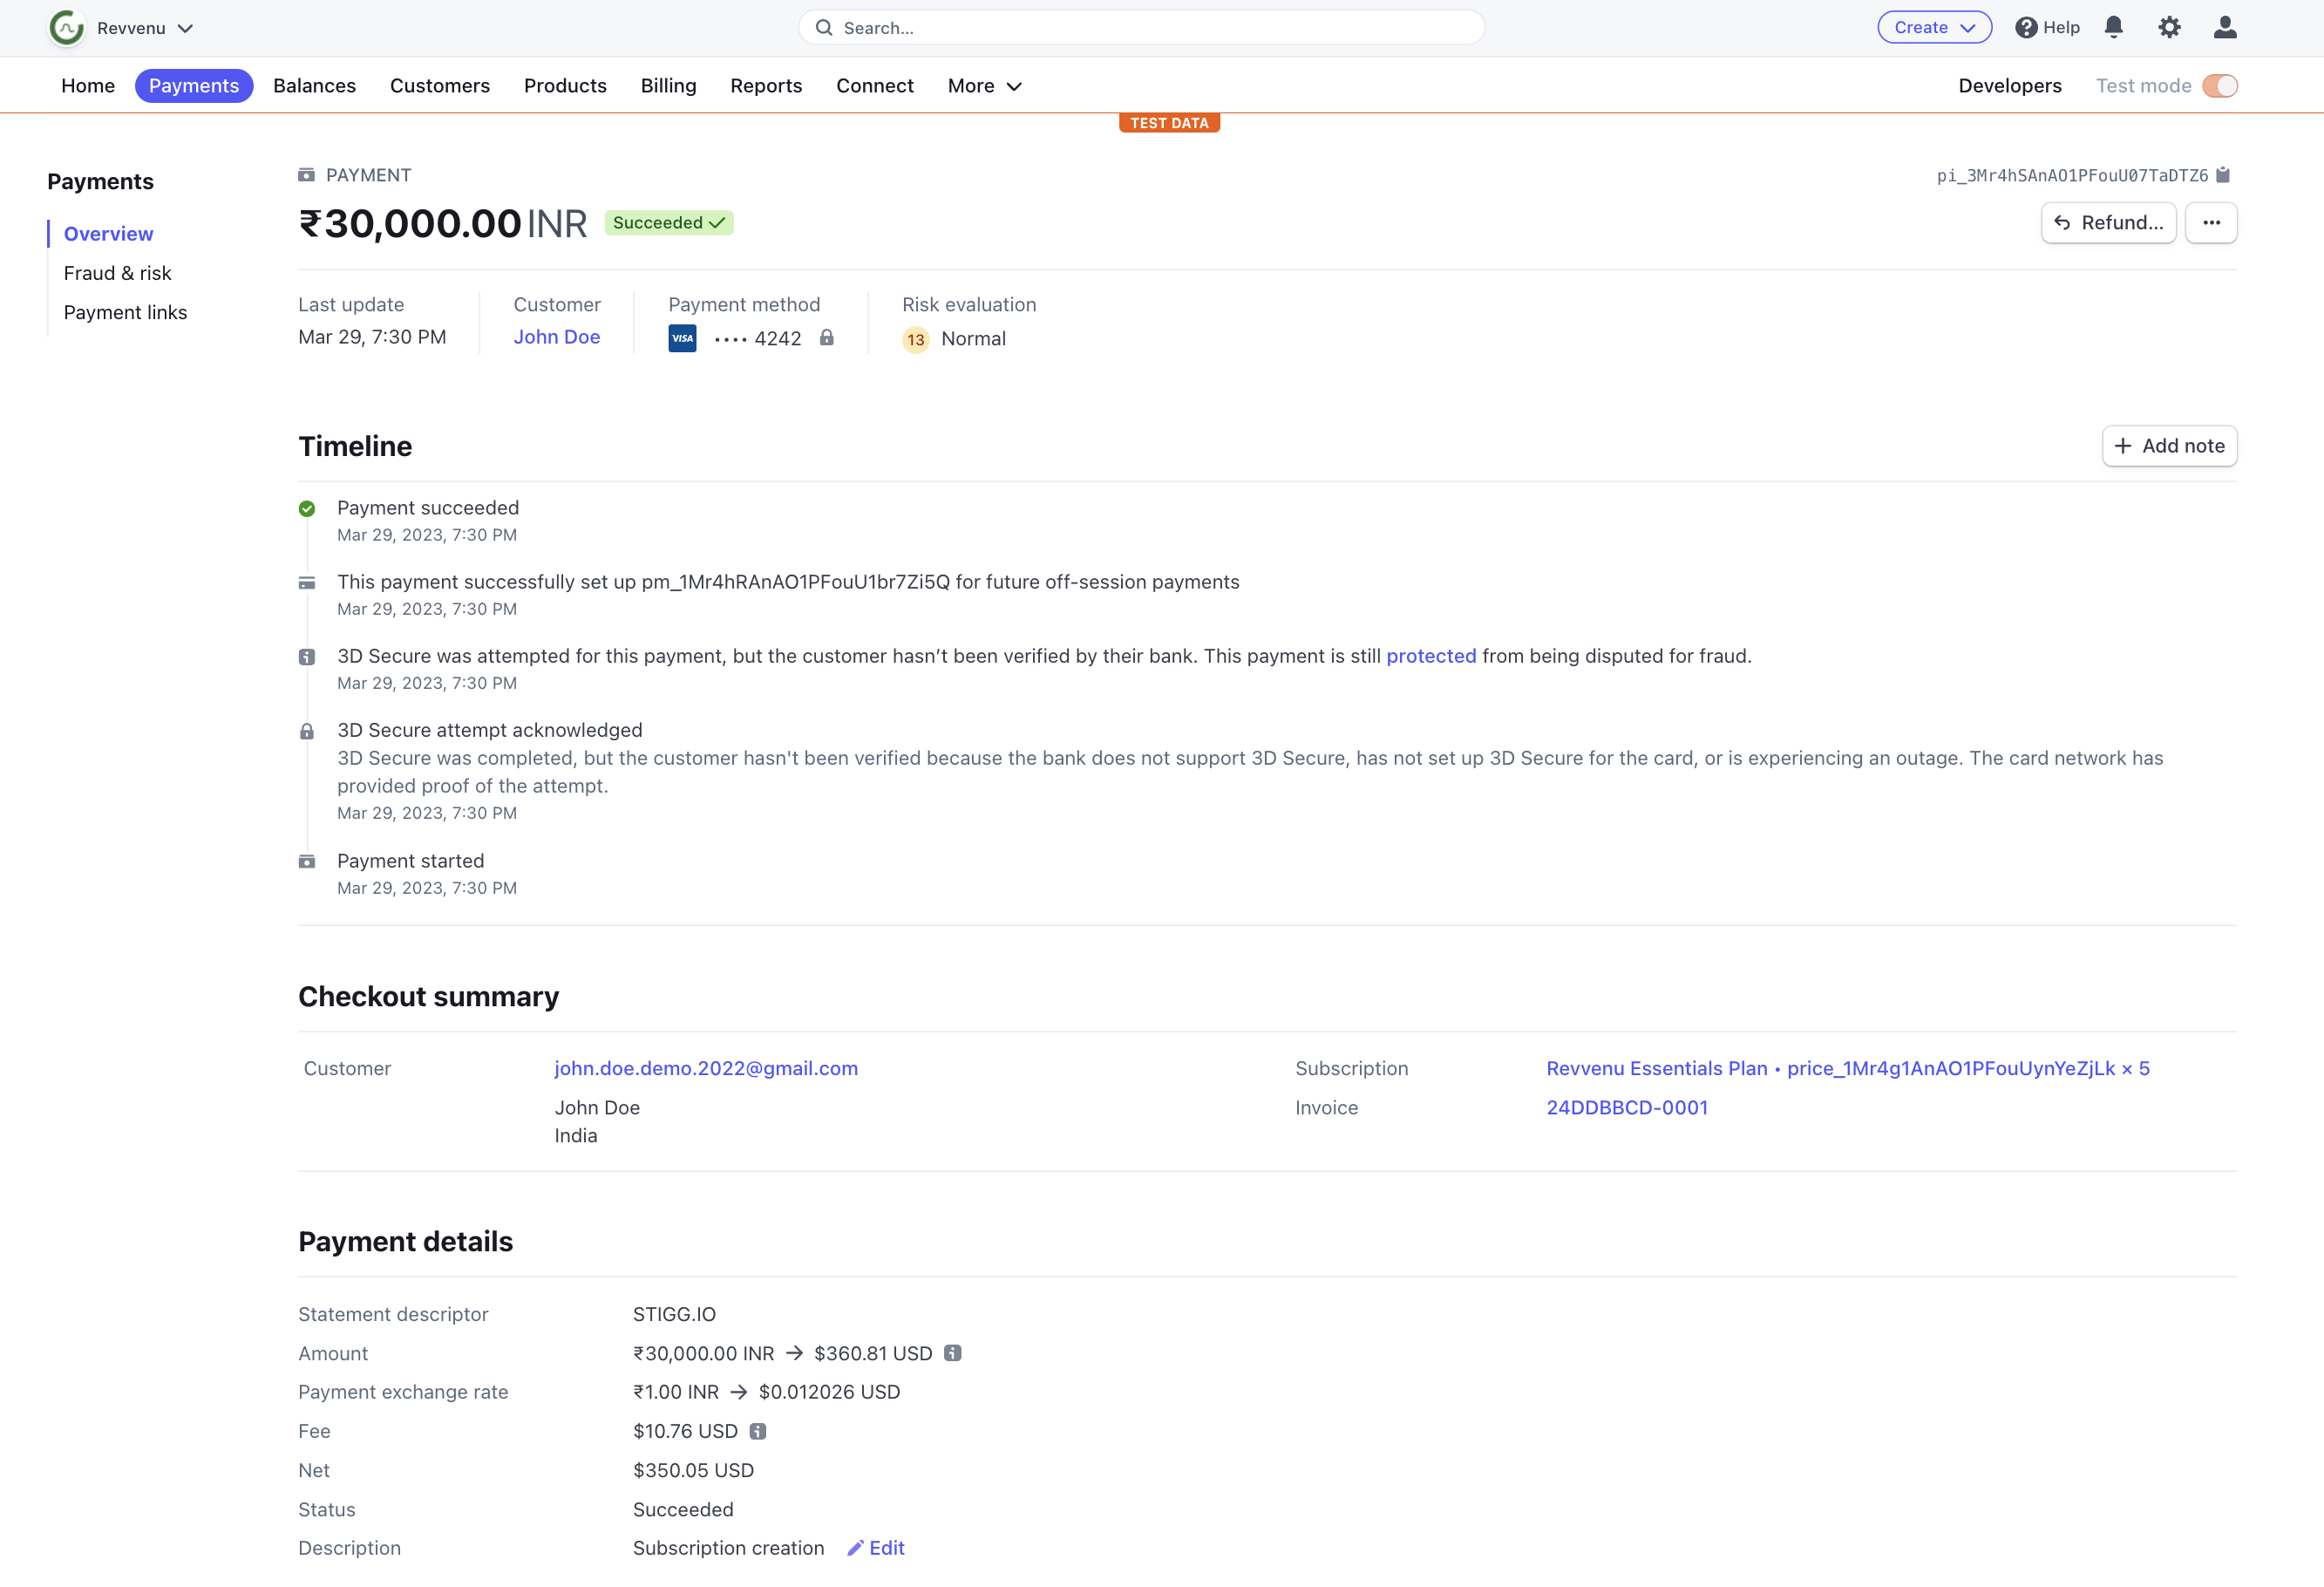 Revvenu
Search...
Create
Help
Home
Payments
Balances
Customers
Products
Billing
Reports
Connect
More
Developers
Test mode
TEST DATA
Payments
Overview
Fraud & risk
Payment links
PAYMENT
pi_3Mr4hSAnAO1PFouU07TaDTZ6
₹30,000.00 INR
Succeeded
Refund...
Last update
Mar 29, 7:30 PM
Customer
John Doe
Payment method
VISA •••• 4242
Risk evaluation
13 Normal
Timeline
Add note
Payment succeeded
Mar 29, 2023, 7:30 PM
This payment successfully set up pm_1Mr4hRAnAO1PFouU1br7Zi5Q for future off-session payments
Mar 29, 2023, 7:30 PM
3D Secure was attempted for this payment, but the customer hasn’t been verified by their bank. This payment is still protected from being disputed for fraud.
Mar 29, 2023, 7:30 PM
3D Secure attempt acknowledged
3D Secure was completed, but the customer hasn't been verified because the bank does not support 3D Secure, has not set up 3D Secure for the card, or is experiencing an outage. The card network has
provided proof of the attempt.
Mar 29, 2023, 7:30 PM
Payment started
Mar 29, 2023, 7:30 PM
Checkout summary
Customer
john.doe.demo.2022@gmail.com
John Doe
India
Subscription
Revvenu Essentials Plan • price_1Mr4g1AnAO1PFouUynYeZjLk × 5
Invoice
24DDBBCD-0001
Payment details
Statement descriptor
STIGG.IO
Amount
₹30,000.00 INR → $360.81 USD
Payment exchange rate
₹1.00 INR → $0.012026 USD
Fee
$10.76 USD
Net
$350.05 USD
Status
Succeeded
Description
Subscription creation
Edit